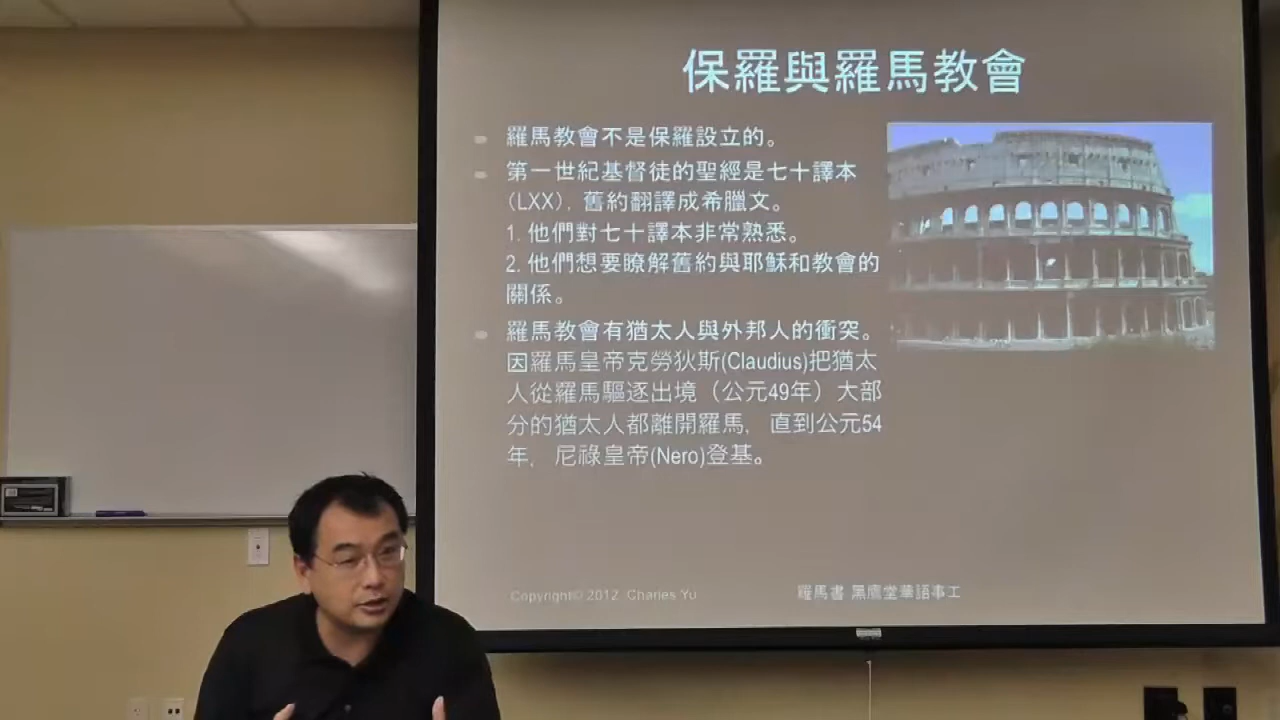 保羅與羅馬教會
羅馬教會不是保羅設立的。
第一世紀基督徒的聖經是七十譯本
(LXX)，舊約翻譯成希臘文。
1. 他們對七十譯本非常熟悉。
2. 他們想要瞭解舊約與耶穌和教會的
關係。
羅馬教會有猶太人與外邦人的衝突。
因羅馬皇帝克勞狄斯(Claudius)把猶太
人從羅馬驅逐出境（公元49年）大部
分的猶太人都離開羅馬，直到公元54
年，尼祿皇帝(Nero)登基。
Copyright© 2012 Charles Yu
羅馬書 黑鷹堂華語事工